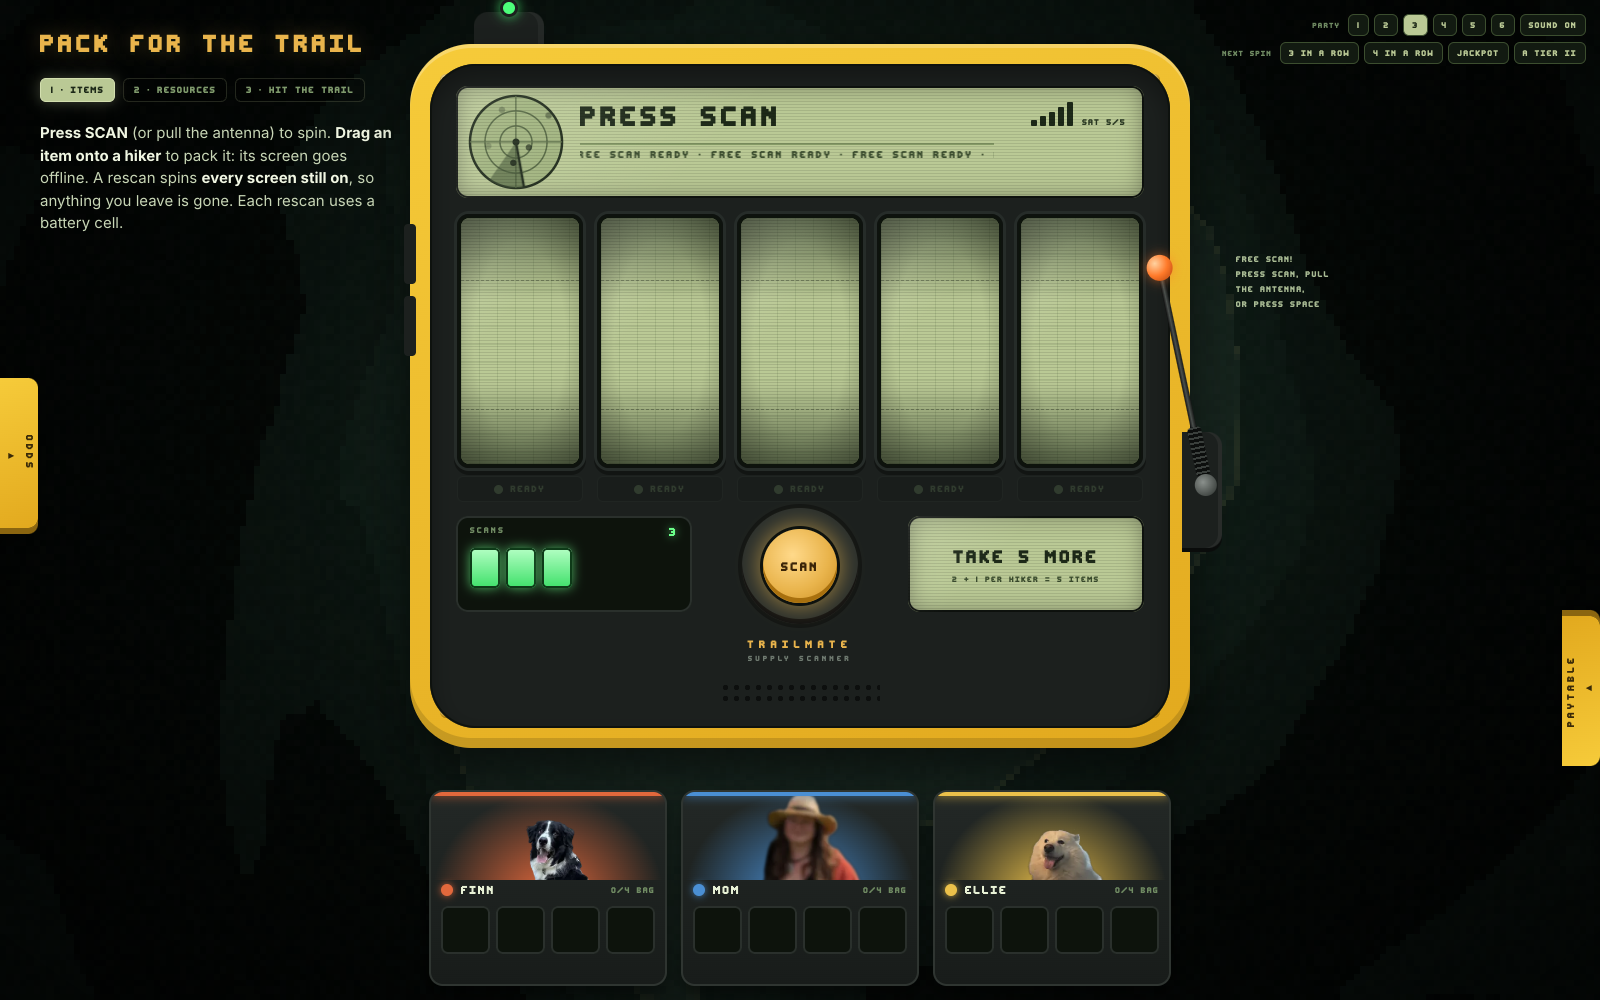 PACK FOR THE TRAIL
1 · ITEMS
2 · RESOURCES
3 · HIT THE TRAIL
Press SCAN (or pull the antenna) to spin. Drag an
item onto a hiker to pack it: its screen goes
offline. A rescan spins every screen still on, so
anything you leave is gone. Each rescan uses a
battery cell.
PARTY 1 2 3 4 5 6 SOUND ON
NEXT SPIN 3 IN A ROW 4 IN A ROW JACKPOT A TIER II
PRESS SCAN
SAT 5/5
FREE SCAN READY · FREE SCAN READY · FREE SCAN READY ·
FREE SCAN!
PRESS SCAN, PULL
THE ANTENNA,
OR PRESS SPACE
ODDS
READY READY READY READY READY
SCANS 3
SCAN
TAKE 5 MORE
2 + 1 PER HIKER = 5 ITEMS
TRAILMATE
SUPPLY SCANNER
PAYTABLE
FINN 0/4 BAG
MOM 0/4 BAG
ELLIE 0/4 BAG